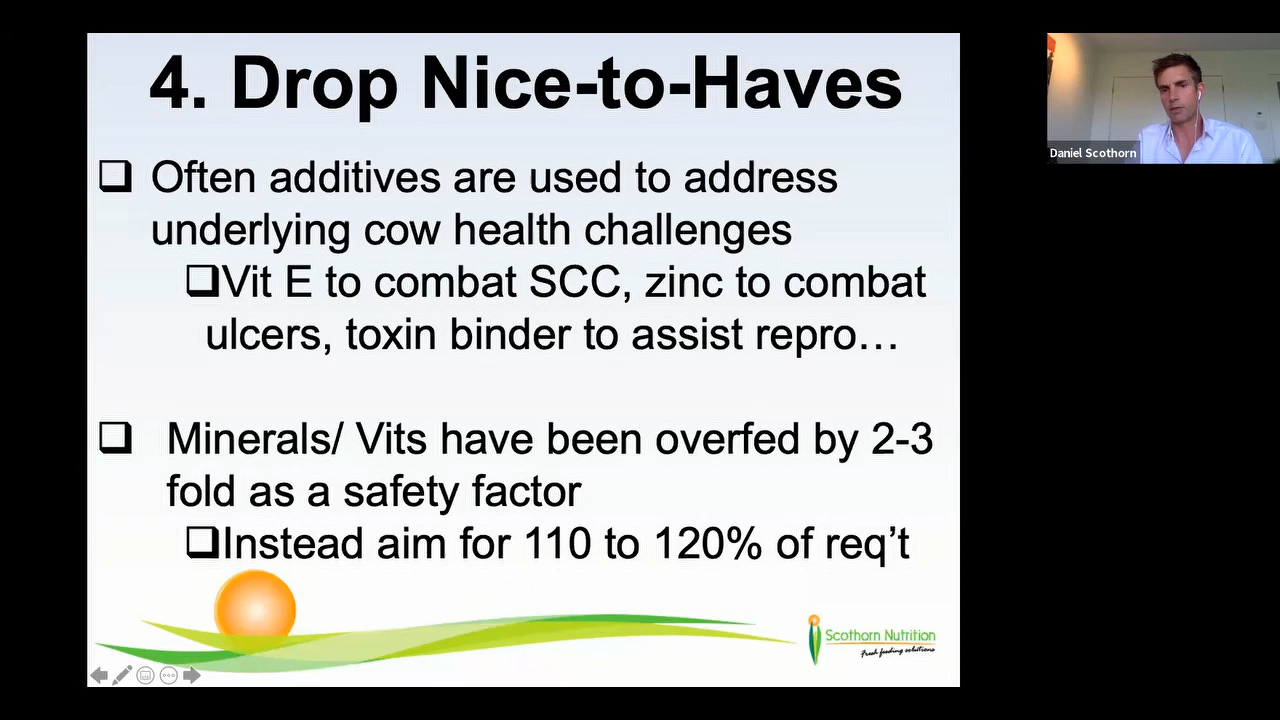 4. Drop Nice-to-Haves
Often additives are used to address
underlying cow health challenges
Vit E to combat SCC, zinc to combat
ulcers, toxin binder to assist repro…
Minerals/ Vits have been overfed by 2-3
fold as a safety factor
Instead aim for 110 to 120% of req’t
Scothorn Nutrition
Fresh feeding solutions
Daniel Scothorn